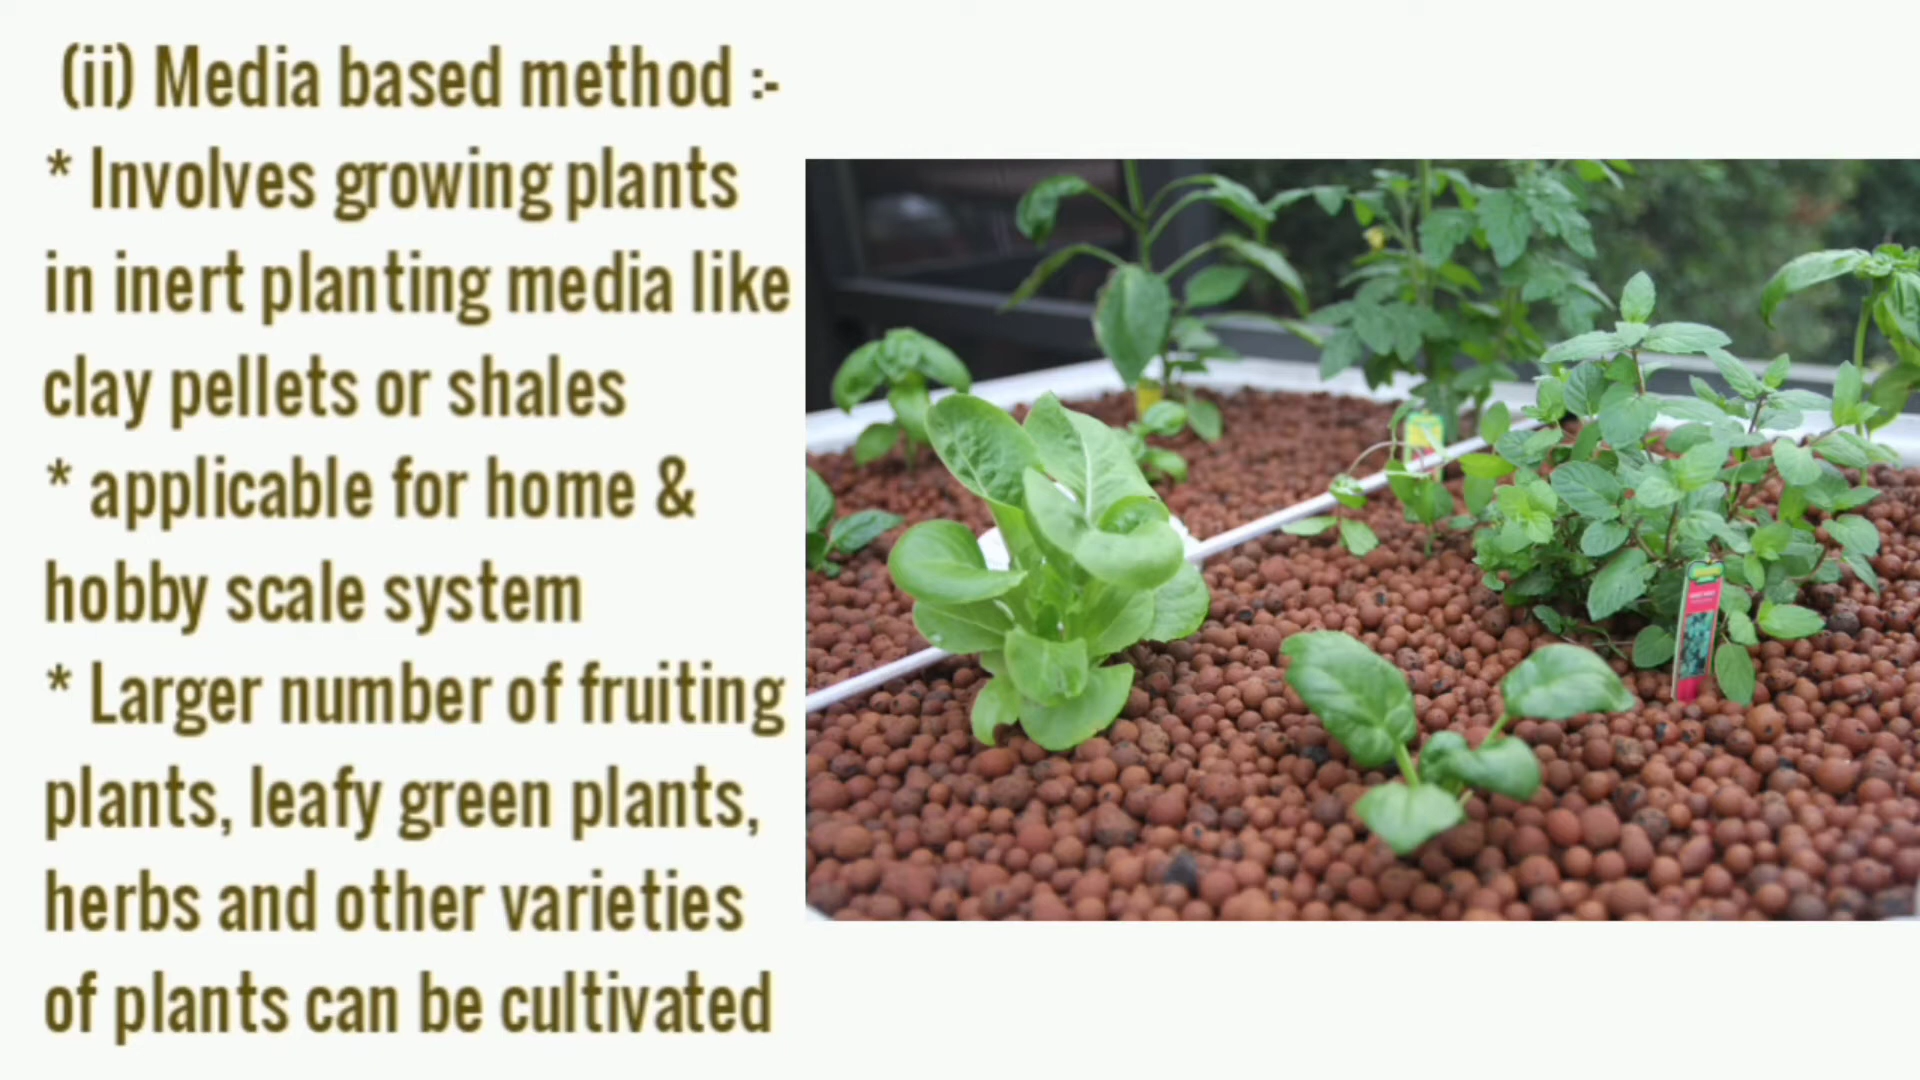 (ii) Media based method :-
* Involves growing plants
in inert planting media like
clay pellets or shales
* applicable for home &
hobby scale system
* Larger number of fruiting
plants, leafy green plants,
herbs and other varieties
of plants can be cultivated